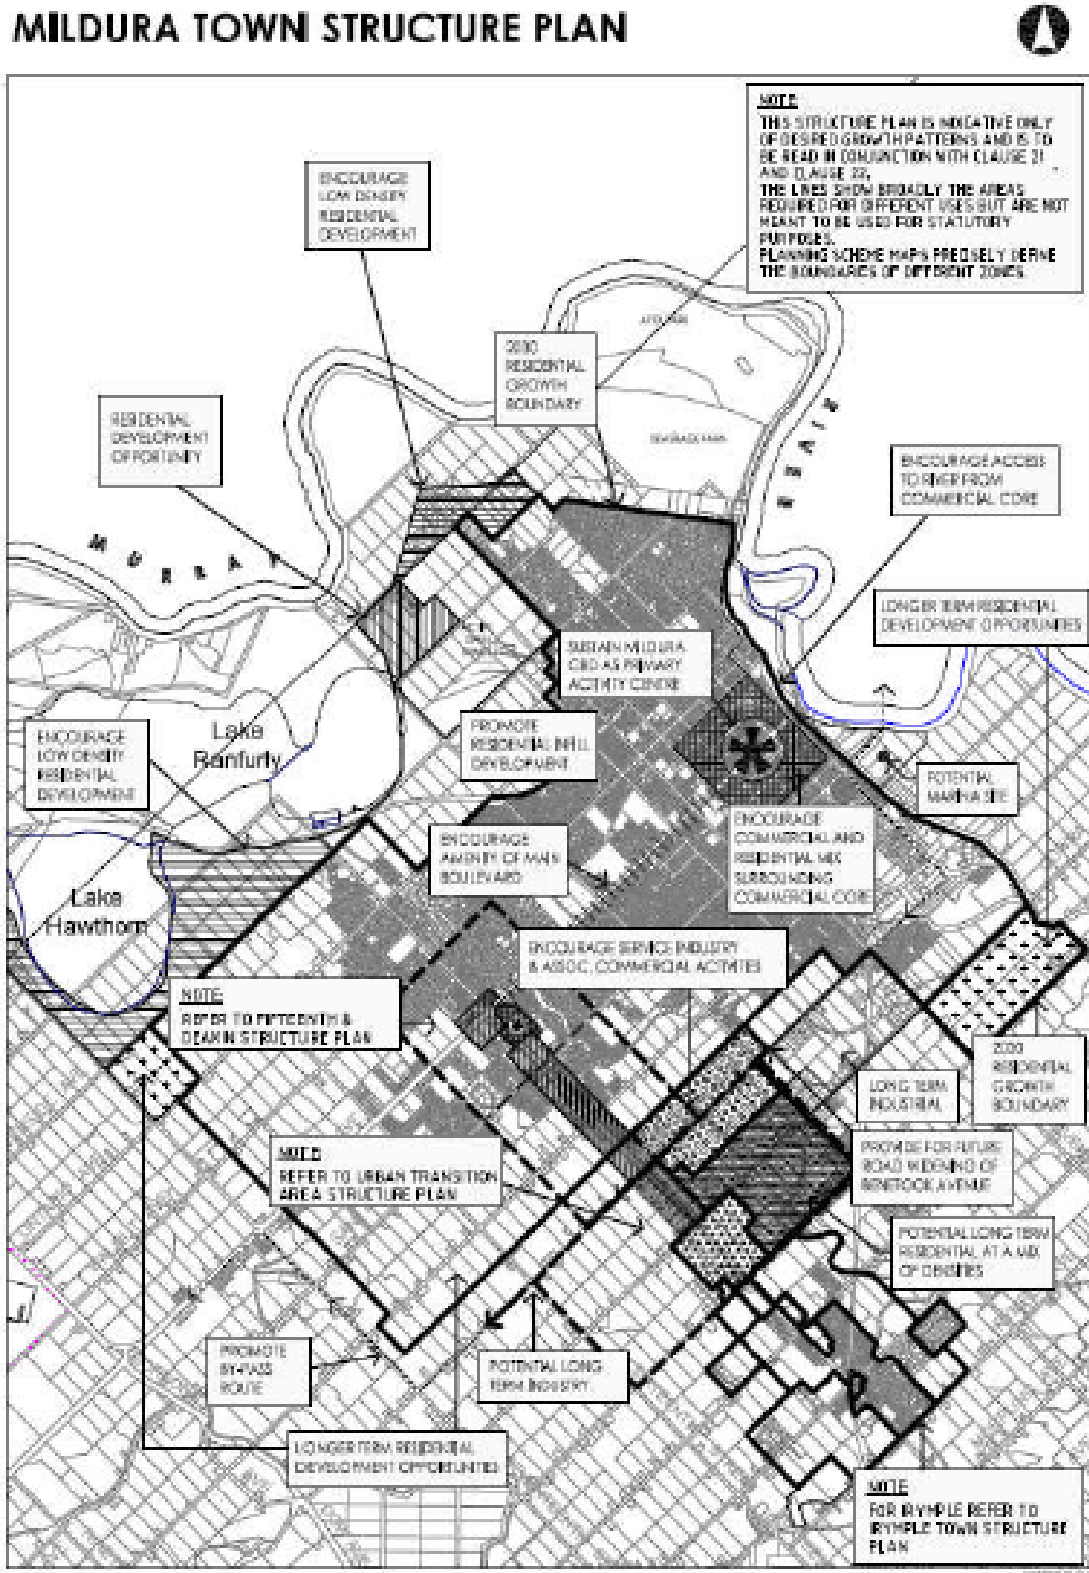 MILDURA TOWN STRUCTURE PLAN
NOTE
THIS STRUCTURE PLAN IS INDICATIVE ONLY
OF DESIRED GROWTH PATTERNS AND IS TO
BE READ IN CONJUNCTION WITH CLAUSE 21
AND CLAUSE 22.
THE LINES SHOW BROADLY THE AREAS
REQUIRED FOR DIFFERENT USES BUT ARE NOT
MEANT TO BE USED FOR STATUTORY
PURPOSES.
PLANNING SCHEME MAPS PRECISELY DEFINE
THE BOUNDARIES OF DIFFERENT ZONES
ENCOURAGE
LOW DENSITY
RESIDENTIAL
DEVELOPMENT
2030
RESIDENTIAL
GROWTH
BOUNDARY
RESIDENTIAL
DEVELOPMENT
OPPORTUNITY
ENCOURAGE ACCESS
TO RIVER FROM
COMMERCIAL CORE
MURRAY
RIVER
LONGER TERM RESIDENTIAL
DEVELOPMENT OPPORTUNITIES
SUSTAIN MILDURA
CBD AS PRIMARY
ACTIVITY CENTRE
PROMOTE
RESIDENTIAL INFILL
DEVELOPMENT
Lake
Ranfurly
ENCOURAGE
LOW DENSITY
RESIDENTIAL
DEVELOPMENT
POTENTIAL
MARINA SITE
ENCOURAGE
AMENITY OF MAIN
BOULEVARD
ENCOURAGE
COMMERCIAL AND
RESIDENTIAL MIX
SURROUNDING
COMMERCIAL CORE
Lake
Hawthorn
ENCOURAGE SERVICE INDUSTRY
& ASSOC. COMMERCIAL ACTIVITES
NOTE:
REFER TO FIFTEENTH &
DEAKIN STRUCTURE PLAN
2030
RESIDENTIAL
GROWTH
BOUNDARY
LONG TERM
INDUSTRIAL
PROVIDE FOR FUTURE
ROAD WIDENING OF
BENETOOK AVENUE
NOTE:
REFER TO URBAN TRANSITION
AREA STRUCTURE PLAN
POTENTIAL LONG TERM
RESIDENTIAL AT A MIX
OF DENSITIES
PROMOTE
BY-PASS
ROUTE
POTENTIAL LONG
TERM INDUSTRY.
LONGER TERM RESIDENTIAL
DEVELOPMENT OPPORTUNITIES
NOTE
FOR IRYMPLE REFER TO
IRYMPLE TOWN STRUCTURE
PLAN